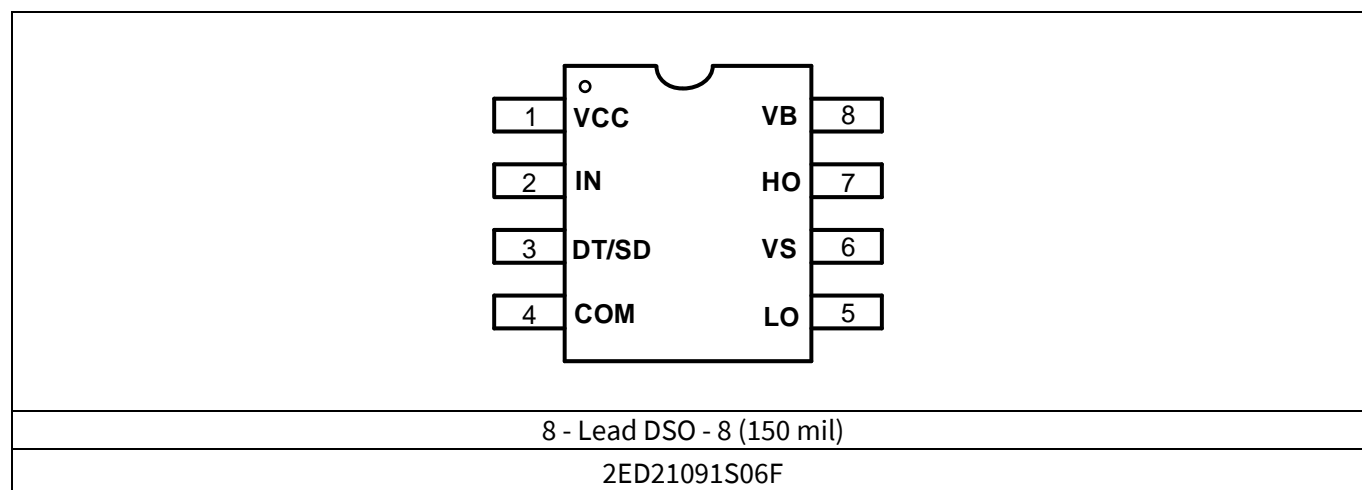 1 VCC VB 8
2 IN HO 7
3 DT/SD VS 6
4 COM LO 5
8 - Lead DSO - 8 (150 mil)
2ED21091S06F